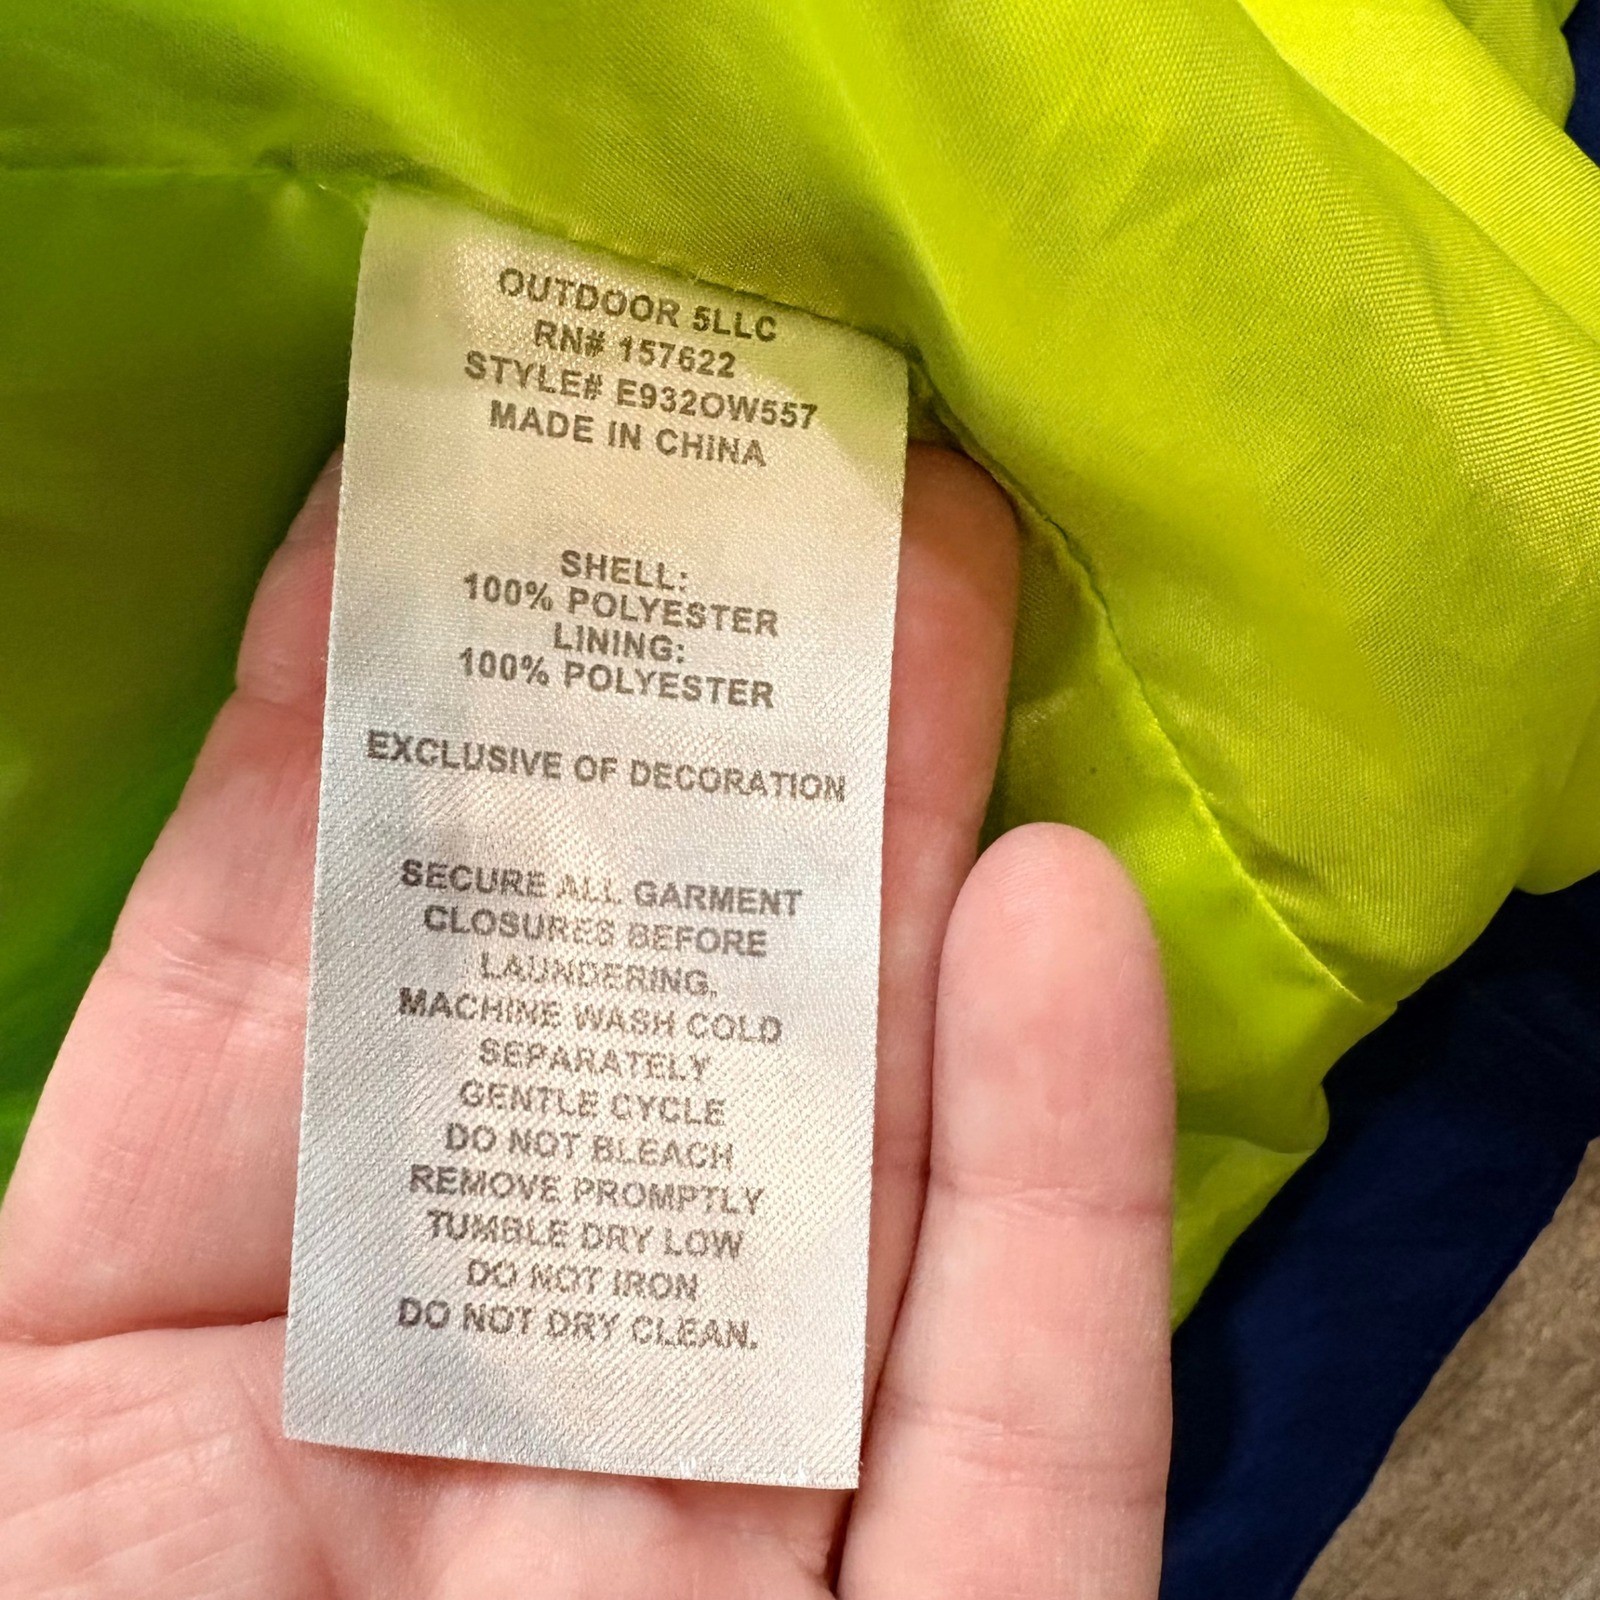 OUTDOOR 5LLC
RN# 157622
STYLE# E932OW557
MADE IN CHINA
SHELL:
100% POLYESTER
LINING:
100% POLYESTER
EXCLUSIVE OF DECORATION
SECURE ALL GARMENT
CLOSURES BEFORE
LAUNDERING.
MACHINE WASH COLD
SEPARATELY
GENTLE CYCLE
DO NOT BLEACH
REMOVE PROMPTLY
TUMBLE DRY LOW
DO NOT IRON
DO NOT DRY CLEAN.